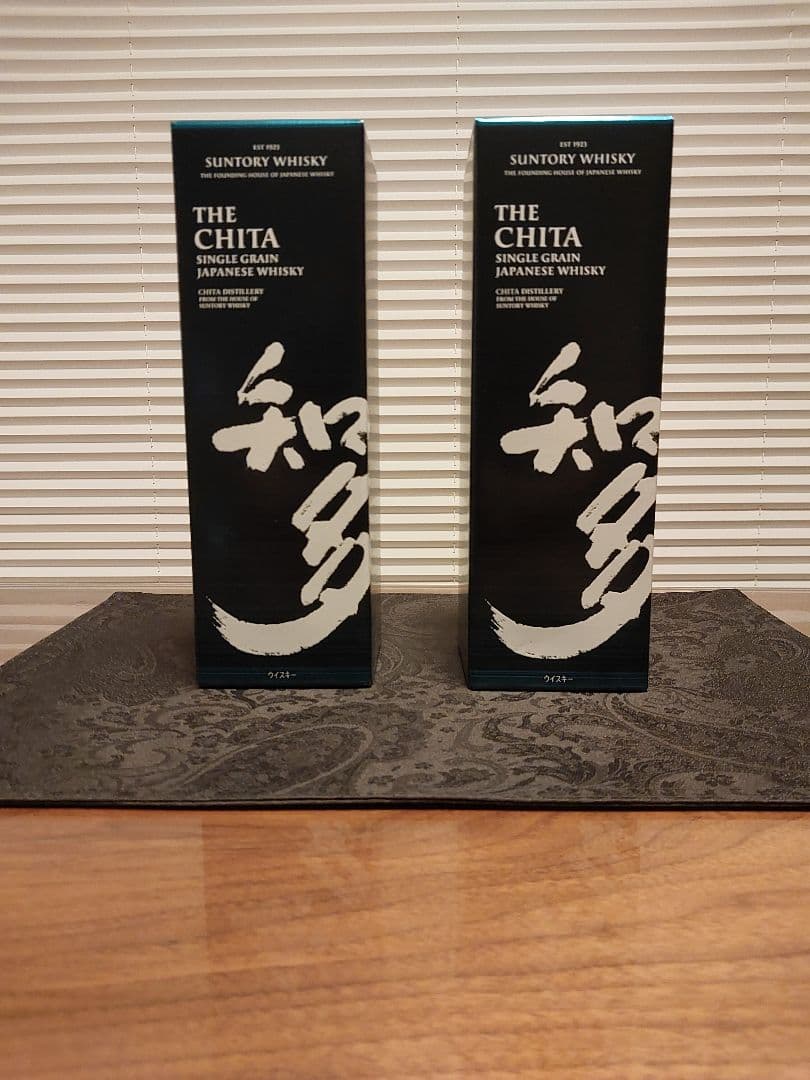 EST 1923
SUNTORY WHISKY
THE FOUNDING HOUSE OF JAPANESE WHISKY
THE
CHITA
SINGLE GRAIN
JAPANESE WHISKY
CHITA DISTILLERY
FROM THE HOUSE OF
SUNTORY WHISKY
知
多
ウイスキー
EST 1923
SUNTORY WHISKY
THE FOUNDING HOUSE OF JAPANESE WHISKY
THE
CHITA
SINGLE GRAIN
JAPANESE WHISKY
CHITA DISTILLERY
FROM THE HOUSE OF
SUNTORY WHISKY
知
多
ウイスキー